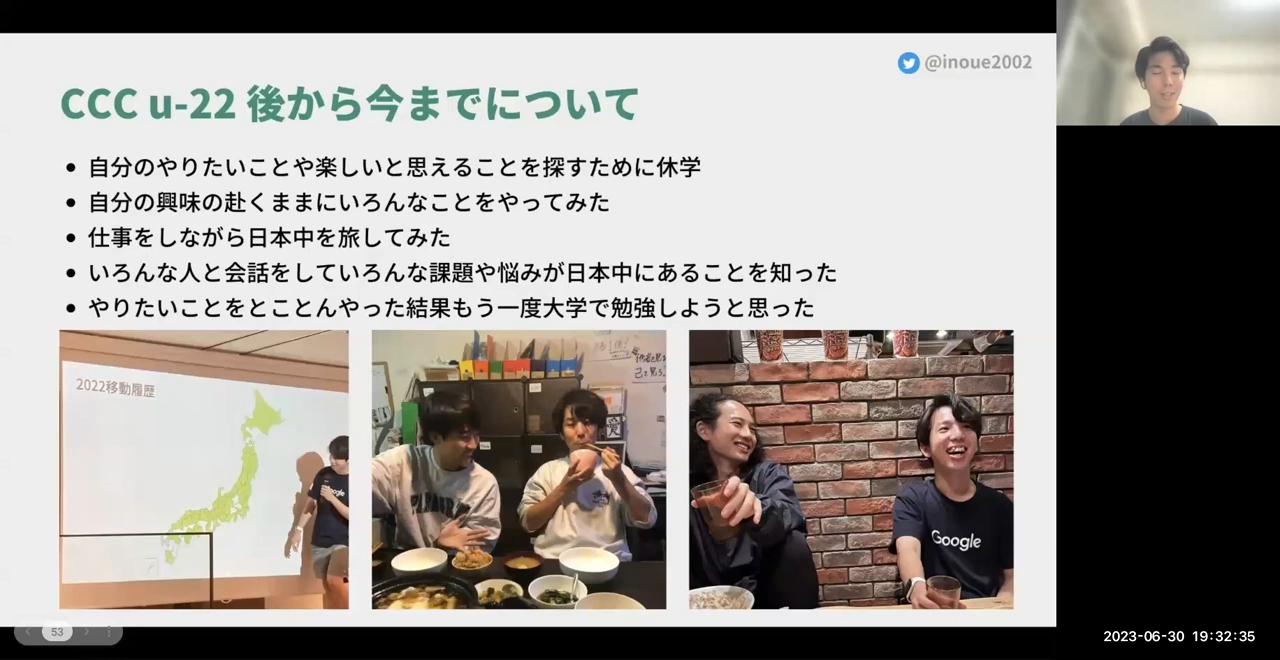 @inoue2002
CCC u-22 後から今までについて
自分のやりたいことや楽しいと思えることを探すために休学
自分の興味の赴くままにいろんなことをやってみた
仕事をしながら日本中を旅してみた
いろんな人と会話をしていろんな課題や悩みが日本中にあることを知った
やりたいことをとことんやった結果もう一度大学で勉強しようと思った
2022移動履歴
Google
53
2023-06-30 19:32:35